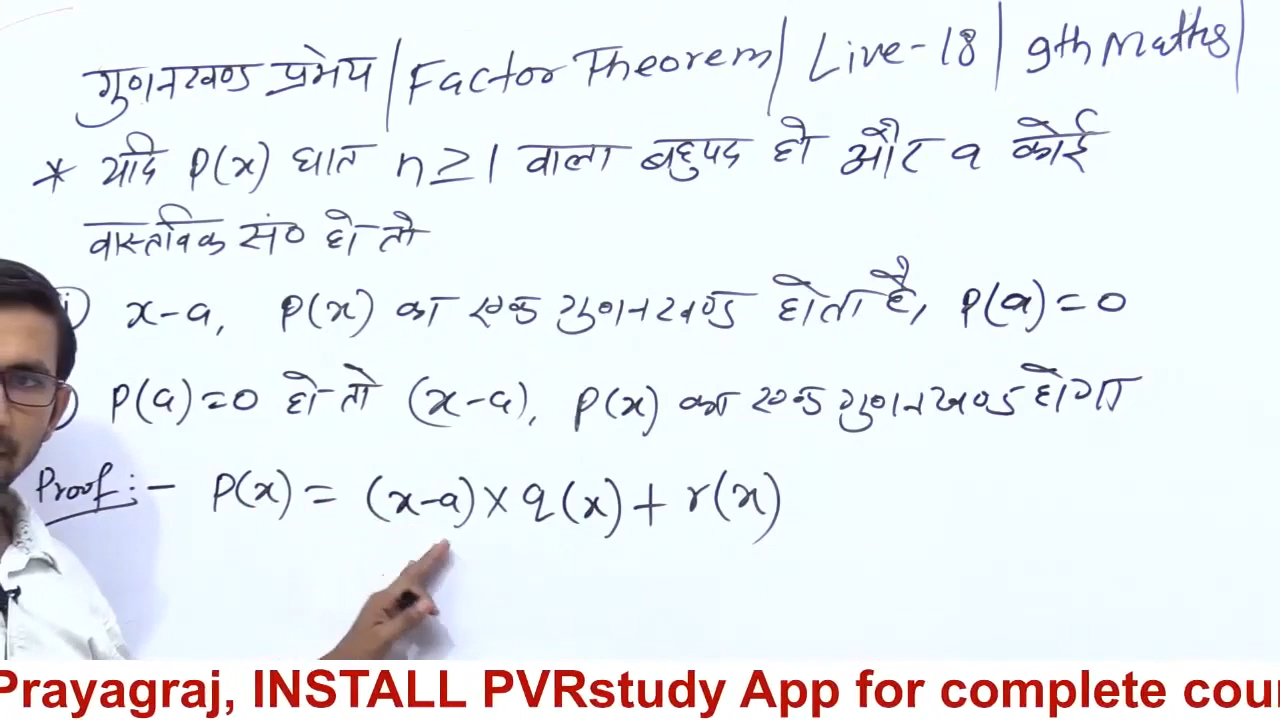 गुणनखण्ड प्रमेय | Factor Theorem | Live-18 | 9th Maths |
* यदि P(x) घात n ≥ 1 वाला बहुपद हो और a कोई
वास्तविक सं० हो तो
i) x-a, P(x) का एक गुणनखण्ड होता है, P(a) = 0
) P(a) = 0 हो तो (x-a), P(x) का एक गुणनखण्ड होगा
Proof :- P(x) = (x-a) × q(x) + r(x)
Prayagraj, INSTALL PVRstudy App for complete cour